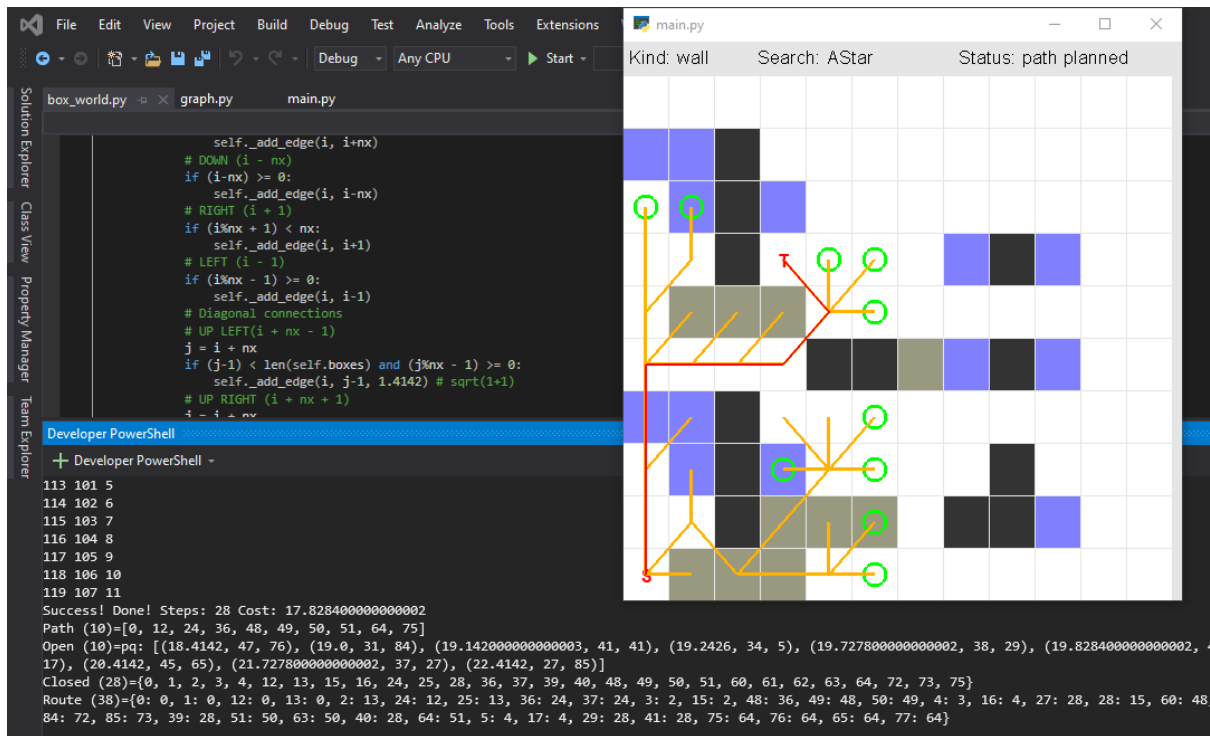 File Edit View Project Build Debug Test Analyze Tools Extensions
main.py
Debug Any CPU Start
Kind: wall Search: AStar Status: path planned
Solution Explorer
Class View
Property Manager
Team Explorer
box_world.py graph.py main.py
self._add_edge(i, i+nx)
# DOWN (i - nx)
if (i-nx) >= 0:
self._add_edge(i, i-nx)
# RIGHT (i + 1)
if (i%nx + 1) < nx:
self._add_edge(i, i+1)
# LEFT (i - 1)
if (i%nx - 1) >= 0:
self._add_edge(i, i-1)
# Diagonal connections
# UP LEFT(i + nx - 1)
j = i + nx
if (j-1) < len(self.boxes) and (j%nx - 1) >= 0:
self._add_edge(i, j-1, 1.4142) # sqrt(1+1)
# UP RIGHT (i + nx + 1)
j = i + nx
T
S
Developer PowerShell
Developer PowerShell
113 101 5
114 102 6
115 103 7
116 104 8
117 105 9
118 106 10
119 107 11
Success! Done! Steps: 28 Cost: 17.828400000000002
Path (10)=[0, 12, 24, 36, 48, 49, 50, 51, 64, 75]
Open (10)=pq: [(18.4142, 47, 76), (19.0, 31, 84), (19.142000000000003, 41, 41), (19.2426, 34, 5), (19.727800000000002, 38, 29), (19.828400000000002,
17), (20.4142, 45, 65), (21.727800000000002, 37, 27), (22.4142, 27, 85)]
Closed (28)={0, 1, 2, 3, 4, 12, 13, 15, 16, 24, 25, 28, 36, 37, 39, 40, 48, 49, 50, 51, 60, 61, 62, 63, 64, 72, 73, 75}
Route (38)={0: 0, 1: 0, 12: 0, 13: 0, 2: 13, 24: 12, 25: 13, 36: 24, 37: 24, 3: 2, 15: 2, 48: 36, 49: 48, 50: 49, 4: 3, 16: 4, 27: 28, 28: 15, 60: 48,
84: 72, 85: 73, 39: 28, 51: 50, 63: 50, 40: 28, 64: 51, 5: 4, 17: 4, 29: 28, 41: 28, 75: 64, 76: 64, 65: 64, 77: 64}